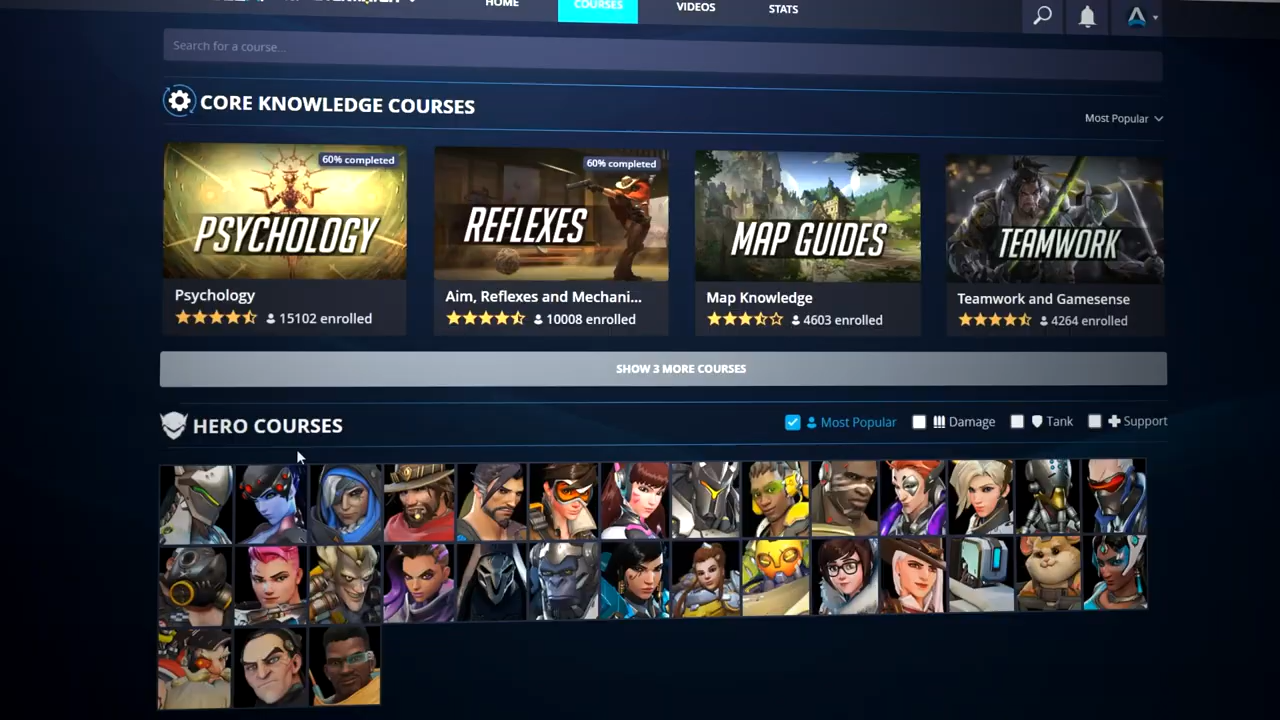 HOME
COURSES
VIDEOS
STATS
Search for a course...
CORE KNOWLEDGE COURSES
Most Popular
60% completed
PSYCHOLOGY
Psychology
15102 enrolled
60% completed
REFLEXES
Aim, Reflexes and Mechani...
10008 enrolled
MAP GUIDES
Map Knowledge
4603 enrolled
TEAMWORK
Teamwork and Gamesense
4264 enrolled
SHOW 3 MORE COURSES
HERO COURSES
Most Popular
Damage
Tank
Support